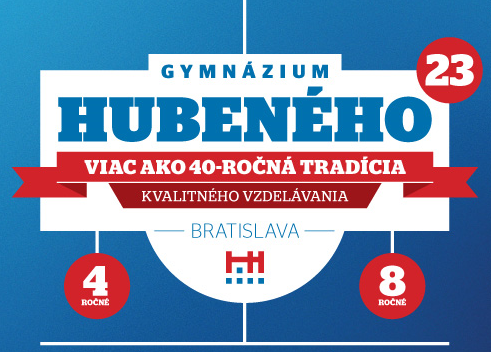 GYMNÁZIUM
23
HUBENÉHO
VIAC AKO 40-ROČNÁ TRADÍCIA
KVALITNÉHO VZDELÁVANIA
BRATISLAVA
4
ROČNÉ
8
ROČNÉ